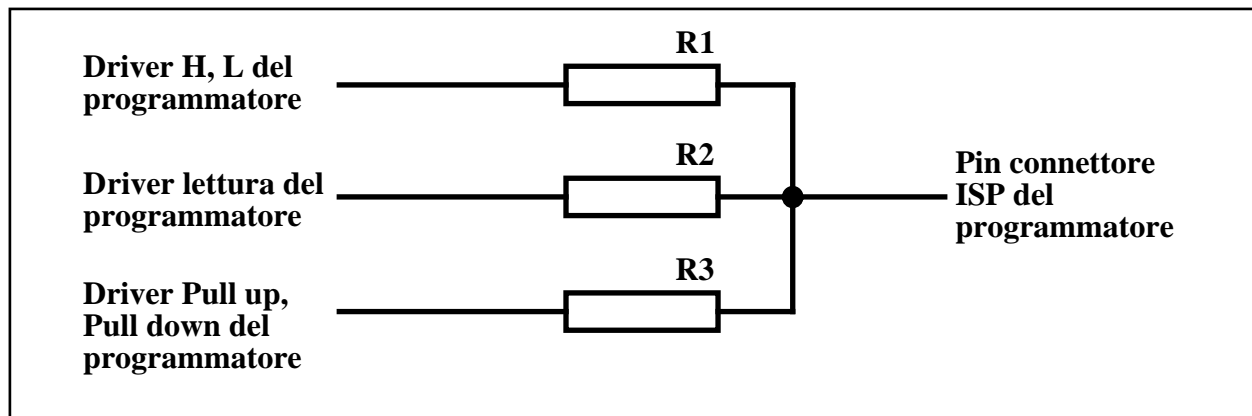 R1
Driver H, L del
programmatore
R2
Driver lettura del
programmatore
Pin connettore
ISP del
programmatore
R3
Driver Pull up,
Pull down del
programmatore